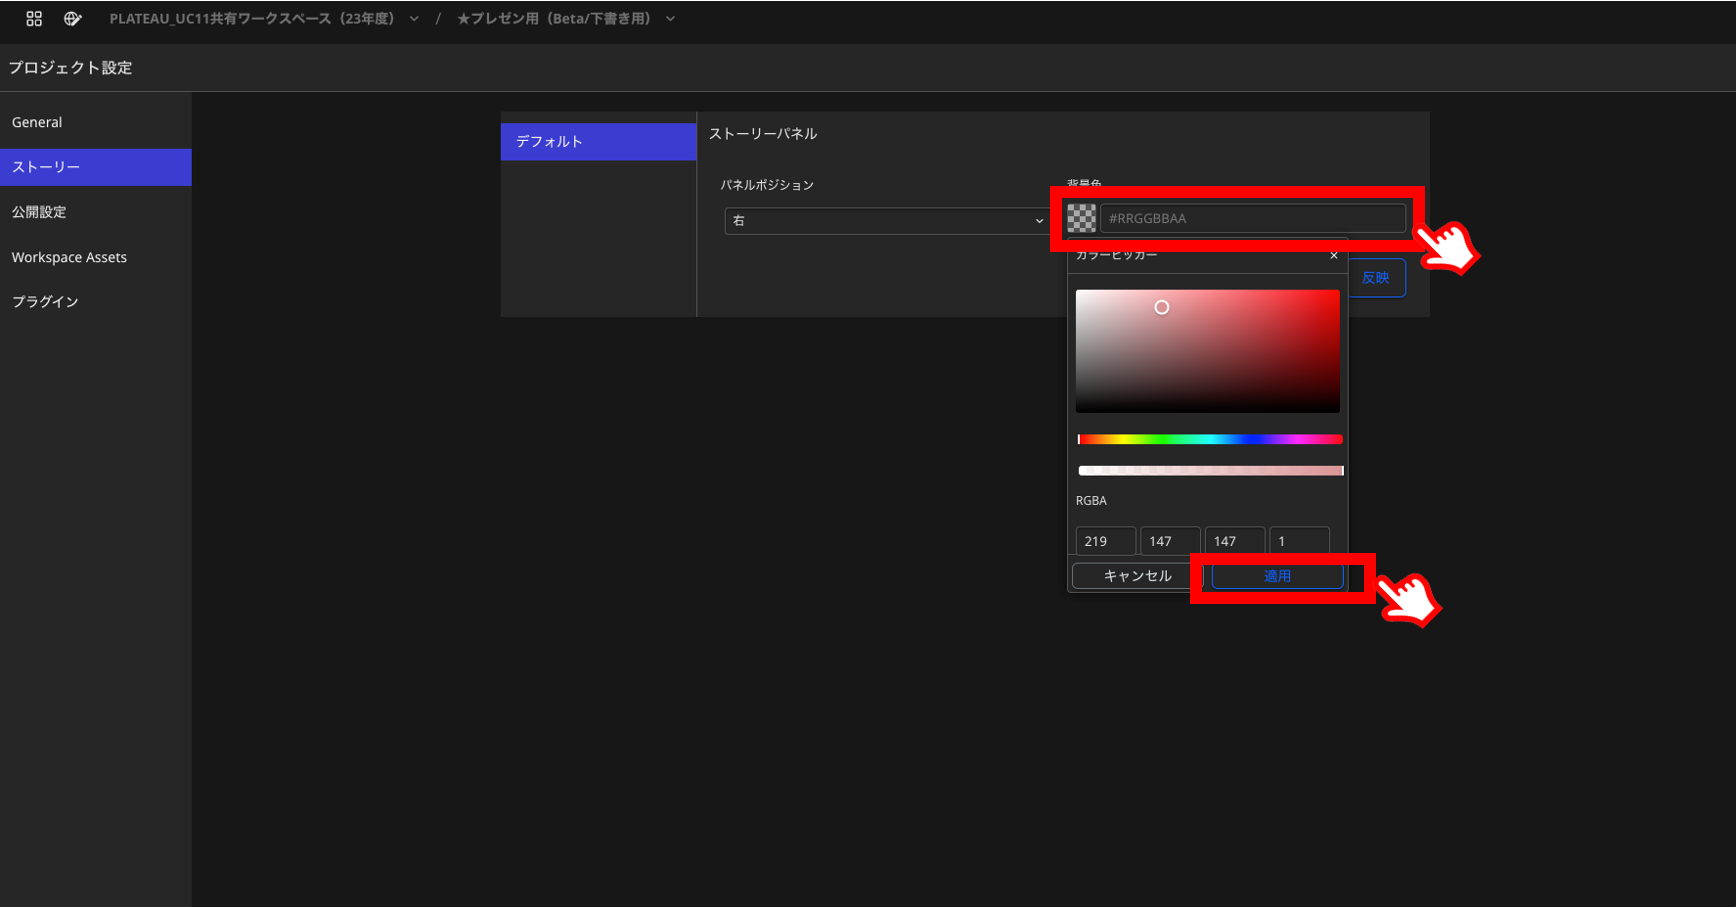 PLATEAU_UC11共有ワークスペース（23年度） / ★プレゼン用（Beta/下書き用）
プロジェクト設定
General
ストーリー
公開設定
Workspace Assets
プラグイン
デフォルト
ストーリーパネル
パネルポジション
右
背景色
#RRGGBBAA
カラーピッカー
反映
RGBA
219 147 147 1
キャンセル 適用